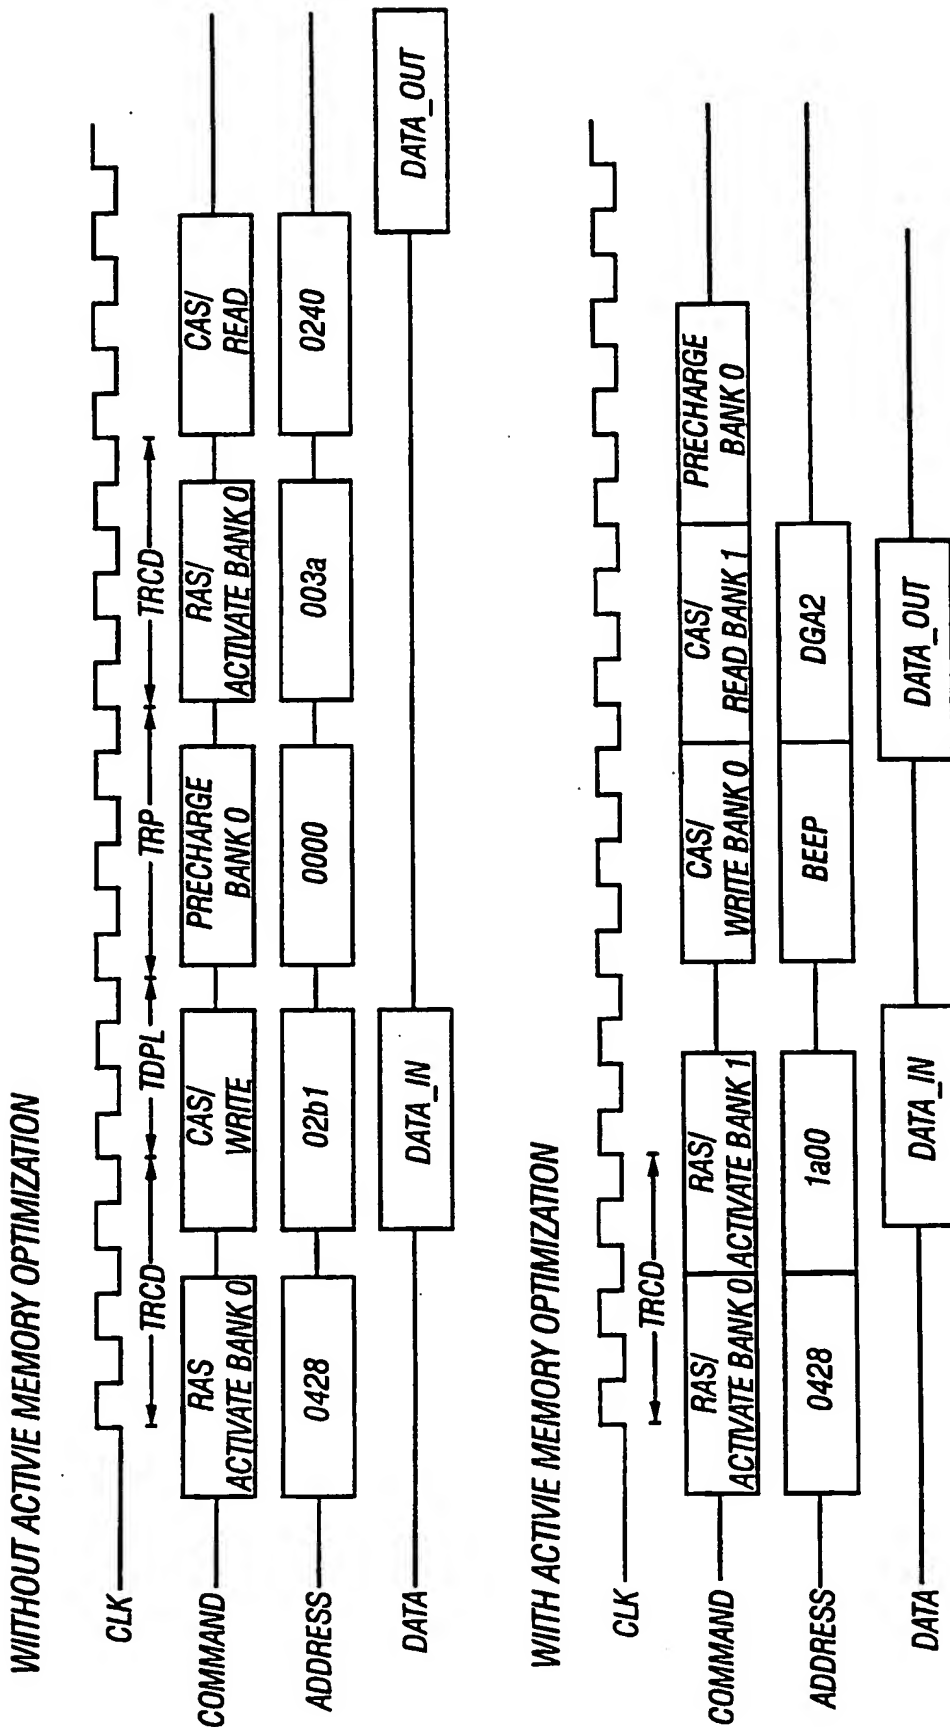 WITHOUT ACTIVIE MEMORY OPTIMIZATION
CLK
TRCD
TDPL
TRP
TRCD
COMMAND
RAS
ACTIVATE BANK 0
CAS/
WRITE
PRECHARGE
BANK 0
RAS/
ACTIVATE BANK 0
CAS/
READ
ADDRESS
0428
02b1
0000
003a
0240
DATA
DATA_IN
DATA_OUT
WITH ACTIVIE MEMORY OPTIMIZATION
CLK
TRCD
COMMAND
RAS/
ACTIVATE BANK 0
RAS/
ACTIVATE BANK 1
CAS/
WRITE BANK 0
CAS/
READ BANK 1
PRECHARGE
BANK 0
ADDRESS
0428
1a00
BEEP
DGA2
DATA
DATA_IN
DATA_OUT